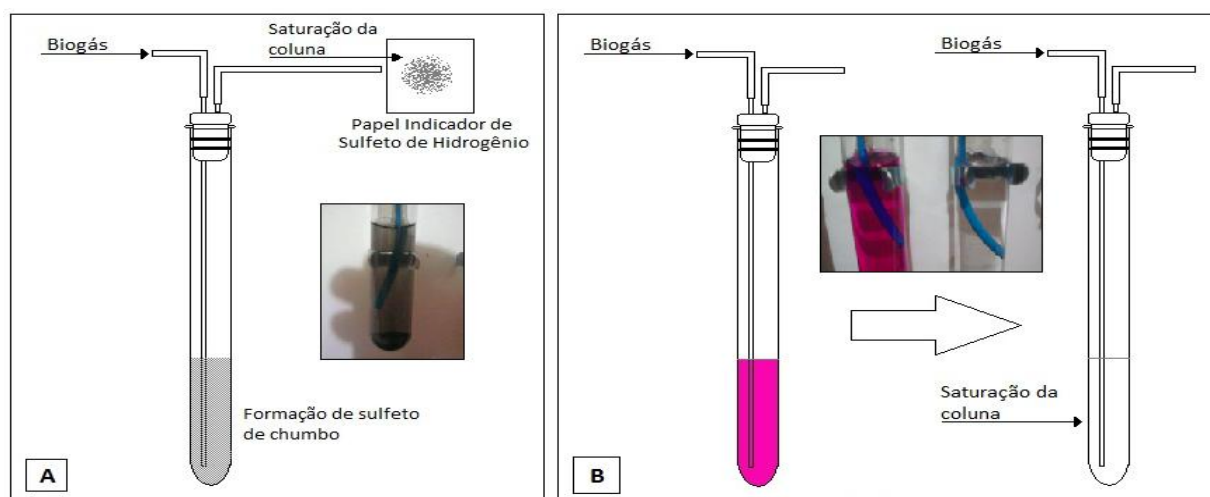 Biogás
Saturação da
coluna
Papel Indicador de
Sulfeto de Hidrogênio
Formação de sulfeto
de chumbo
A
Biogás
Biogás
Saturação da
coluna
B